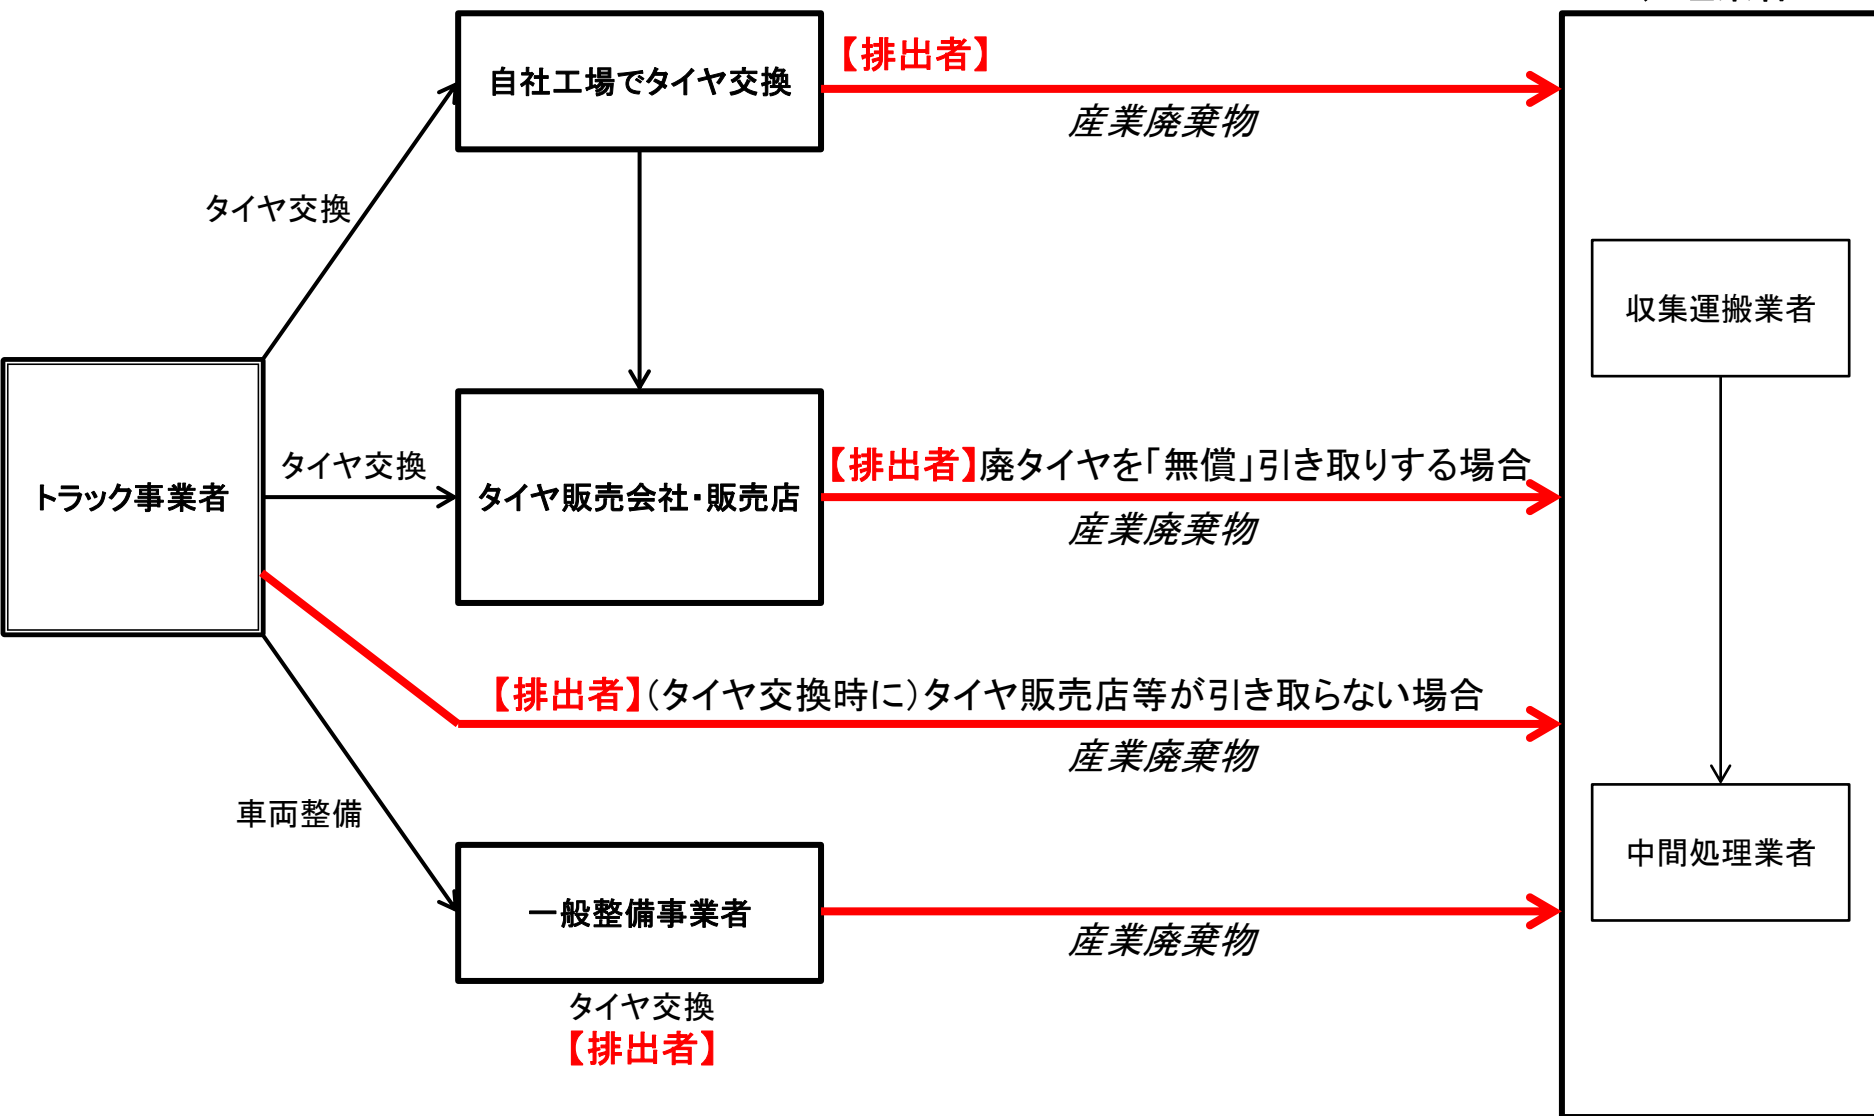 【排出者】
自社工場でタイヤ交換
産業廃棄物
タイヤ交換
収集運搬業者
タイヤ交換
【排出者】廃タイヤを「無償」引き取りする場合
トラック事業者
タイヤ販売会社・販売店
産業廃棄物
【排出者】(タイヤ交換時に)タイヤ販売店等が引き取らない場合
産業廃棄物
車両整備
中間処理業者
一般整備事業者
産業廃棄物
タイヤ交換
【排出者】